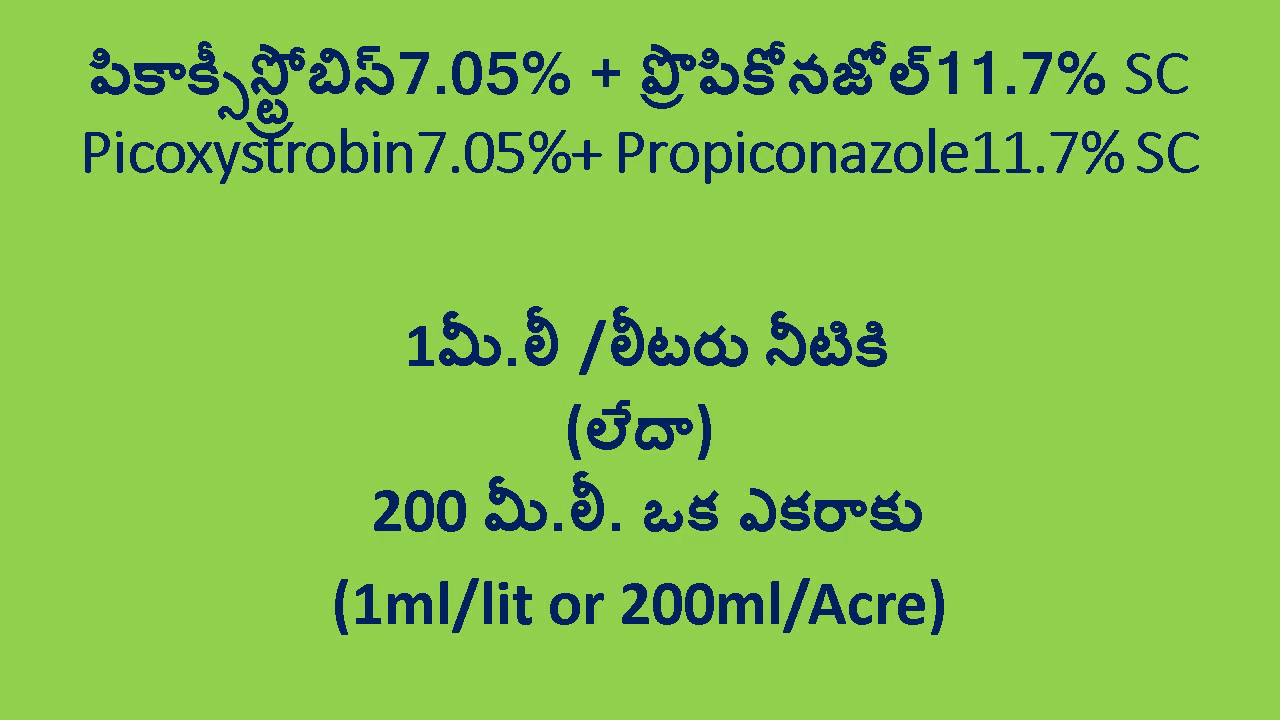 పికాక్సీస్ట్రోబిన్7.05% + ప్రొపికోనజోల్11.7% SC
Picoxystrobin7.05%+ Propiconazole11.7% SC
1మీ.లీ /లీటరు నీటికి
(లేదా)
200 మీ.లీ. ఒక ఎకరాకు
(1ml/lit or 200ml/Acre)